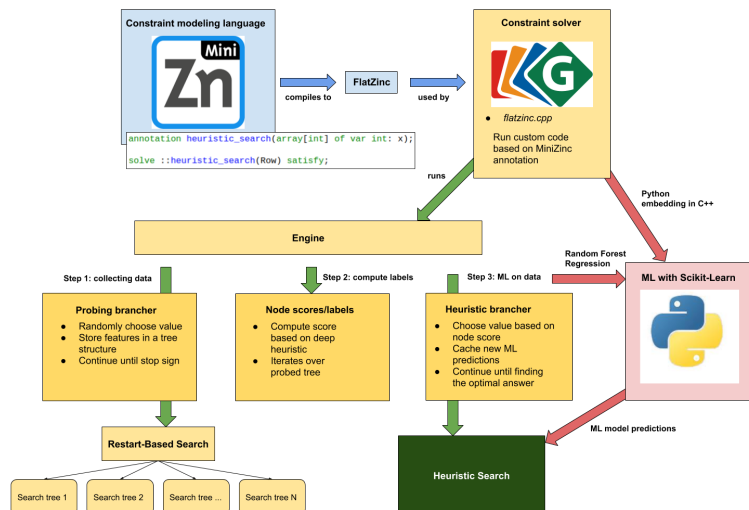 Constraint modeling language
Mini
Zn
annotation heuristic_search(array[int] of var int: x);
solve ::heuristic_search(Row) satisfy;
compiles to
FlatZinc
used by
Constraint solver
G
● flatzinc.cpp
Run custom code
based on MiniZinc
annotation
runs
Python
embedding in C++
Engine
Random Forest
Regression
Step 1: collecting data
Step 2: compute labels
Step 3: ML on data
ML with Scikit-Learn
Probing brancher
● Randomly choose value
● Store features in a tree
structure
● Continue until stop sign
Node scores/labels
● Compute score
based on deep
heuristic
● Iterates over
probed tree
Heuristic brancher
● Choose value based on
node score
● Cache new ML
predictions
● Continue until finding
the optimal answer
ML model predictions
Restart-Based Search
Heuristic Search
Search tree 1
Search tree 2
Search tree ...
Search tree N